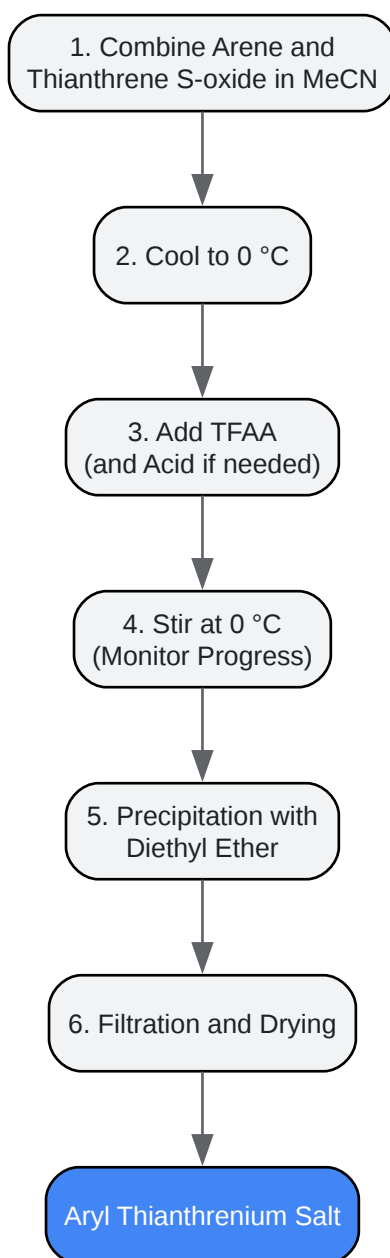 1. Combine Arene and
Thianthrene S-oxide in MeCN
2. Cool to 0 °C
3. Add TFAA
(and Acid if needed)
4. Stir at 0 °C
(Monitor Progress)
5. Precipitation with
Diethyl Ether
6. Filtration and Drying
Aryl Thianthrenium Salt